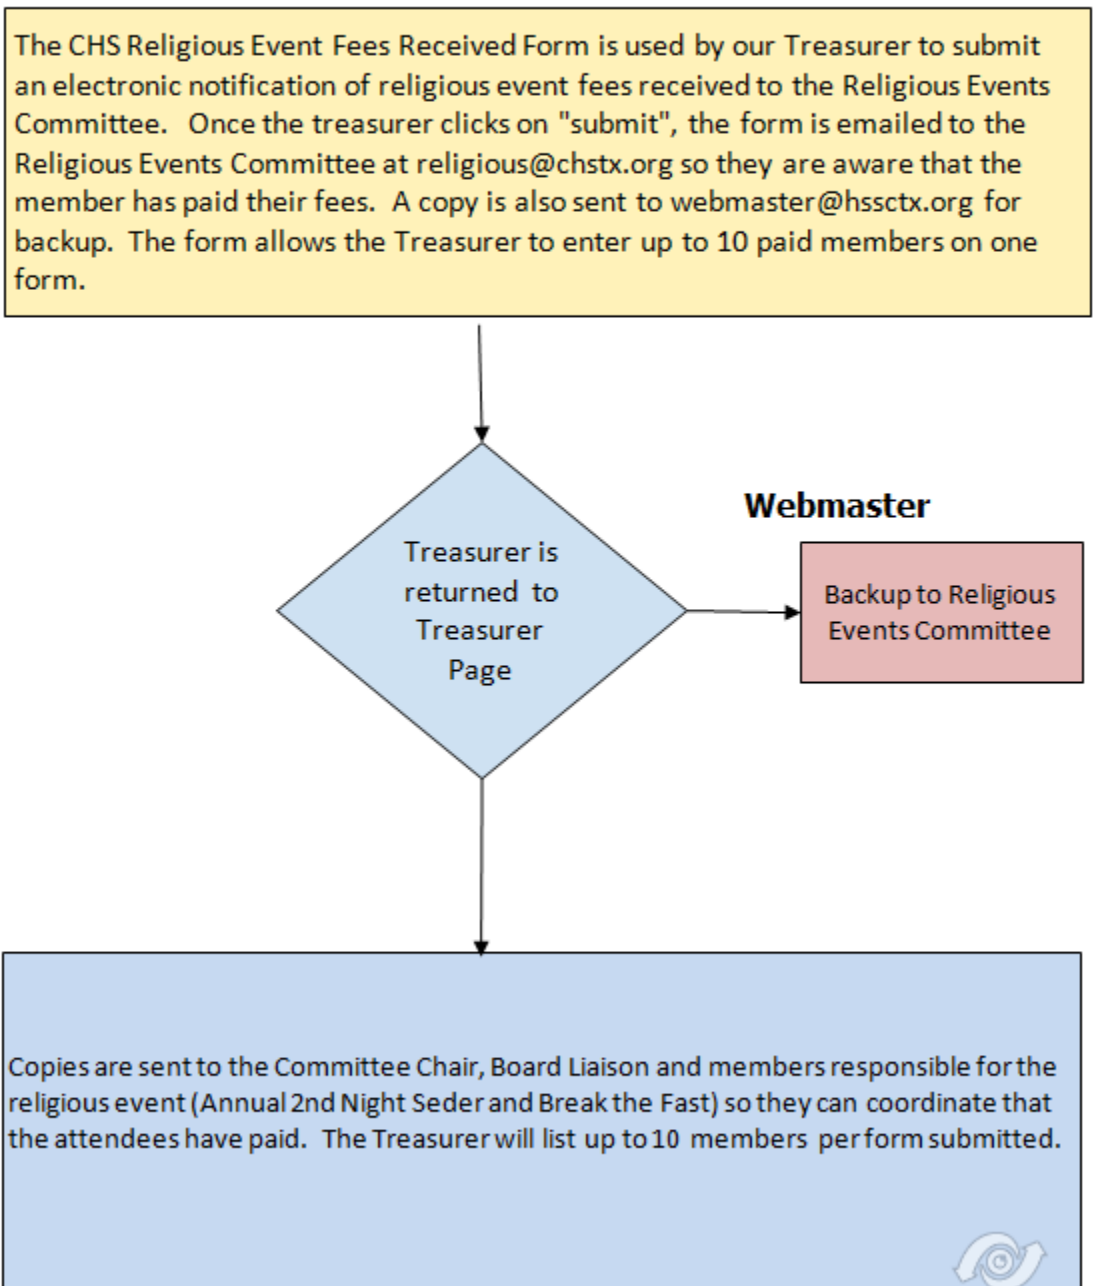 The CHS Religious Event Fees Received Form is used by our Treasurer to submit
an electronic notification of religious event fees received to the Religious Events
Committee. Once the treasurer clicks on "submit", the form is emailed to the
Religious Events Committee at religious@chstx.org so they are aware that the
member has paid their fees. A copy is also sent to webmaster@hssctx.org for
backup. The form allows the Treasurer to enter up to 10 paid members on one
form.
Webmaster
Treasurer is
returned to
Treasurer
Page
Backup to Religious
Events Committee
Copies are sent to the Committee Chair, Board Liaison and members responsible for the
religious event (Annual 2nd Night Seder and Break the Fast) so they can coordinate that
the attendees have paid. The Treasurer will list up to 10 members per form submitted.